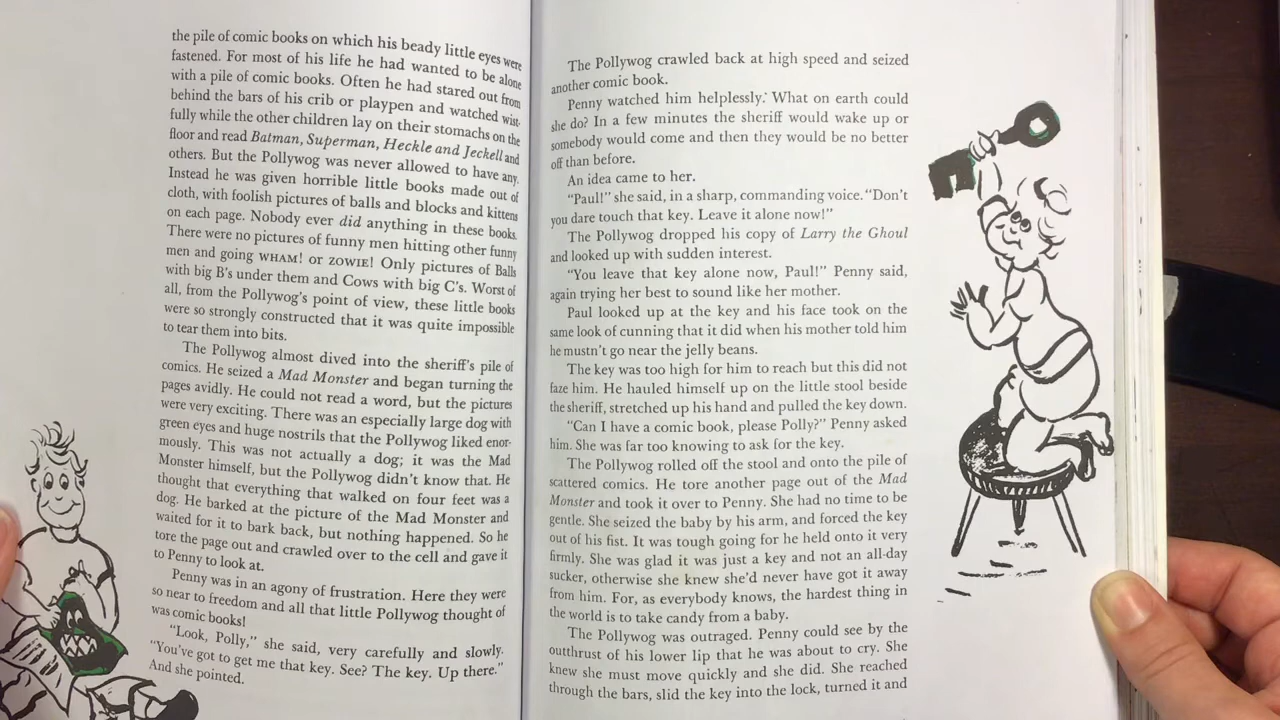 the pile of comic books on which his beady little eyes were
fastened. For most of his life he had wanted to be alone
with a pile of comic books. Often he had stared out from
behind the bars of his crib or playpen and watched wist-
fully while the other children lay on their stomachs on the
floor and read Batman, Superman, Heckle and Jeckell and
others. But the Pollywog was never allowed to have any.
Instead he was given horrible little books made out of
cloth, with foolish pictures of balls and blocks and kittens
on each page. Nobody ever did anything in these books.
There were no pictures of funny men hitting other funny
men and going WHAM! or ZOWIE! Only pictures of Balls
with big B's under them and Cows with big C's. Worst of
all, from the Pollywog's point of view, these little books
were so strongly constructed that it was quite impossible
to tear them into bits.
The Pollywog almost dived into the sheriff's pile of
comics. He seized a Mad Monster and began turning the
pages avidly. He could not read a word, but the pictures
were very exciting. There was an especially large dog with
green eyes and huge nostrils that the Pollywog liked enor-
mously. This was not actually a dog; it was the Mad
Monster himself, but the Pollywog didn't know that. He
thought that everything that walked on four feet was a
dog. He barked at the picture of the Mad Monster and
waited for it to bark back, but nothing happened. So he
tore the page out and crawled over to the cell and gave it
to Penny to look at.
Penny was in an agony of frustration. Here they were
so near to freedom and all that little Pollywog thought of
was comic books!
"Look, Polly," she said, very carefully and slowly.
"You've got to get me that key. See? The key. Up there."
And she pointed.
The Pollywog crawled back at high speed and seized
another comic book.
Penny watched him helplessly. What on earth could
she do? In a few minutes the sheriff would wake up or
somebody would come and then they would be no better
off than before.
An idea came to her.
"Paul!" she said, in a sharp, commanding voice. "Don't
you dare touch that key. Leave it alone now!"
The Pollywog dropped his copy of Larry the Ghoul
and looked up with sudden interest.
"You leave that key alone now, Paul!" Penny said,
again trying her best to sound like her mother.
Paul looked up at the key and his face took on the
same look of cunning that it did when his mother told him
he mustn't go near the jelly beans.
The key was too high for him to reach but this did not
faze him. He hauled himself up on the little stool beside
the sheriff, stretched up his hand and pulled the key down.
"Can I have a comic book, please Polly?" Penny asked
him. She was far too knowing to ask for the key.
The Pollywog rolled off the stool and onto the pile of
scattered comics. He tore another page out of the Mad
Monster and took it over to Penny. She had no time to be
gentle. She seized the baby by his arm, and forced the key
out of his fist. It was tough going for he held onto it very
firmly. She was glad it was just a key and not an all-day
sucker, otherwise she knew she'd never have got it away
from him. For, as everybody knows, the hardest thing in
the world is to take candy from a baby.
The Pollywog was outraged. Penny could see by the
outthrust of his lower lip that he was about to cry. She
knew she must move quickly and she did. She reached
through the bars, slid the key into the lock, turned it and